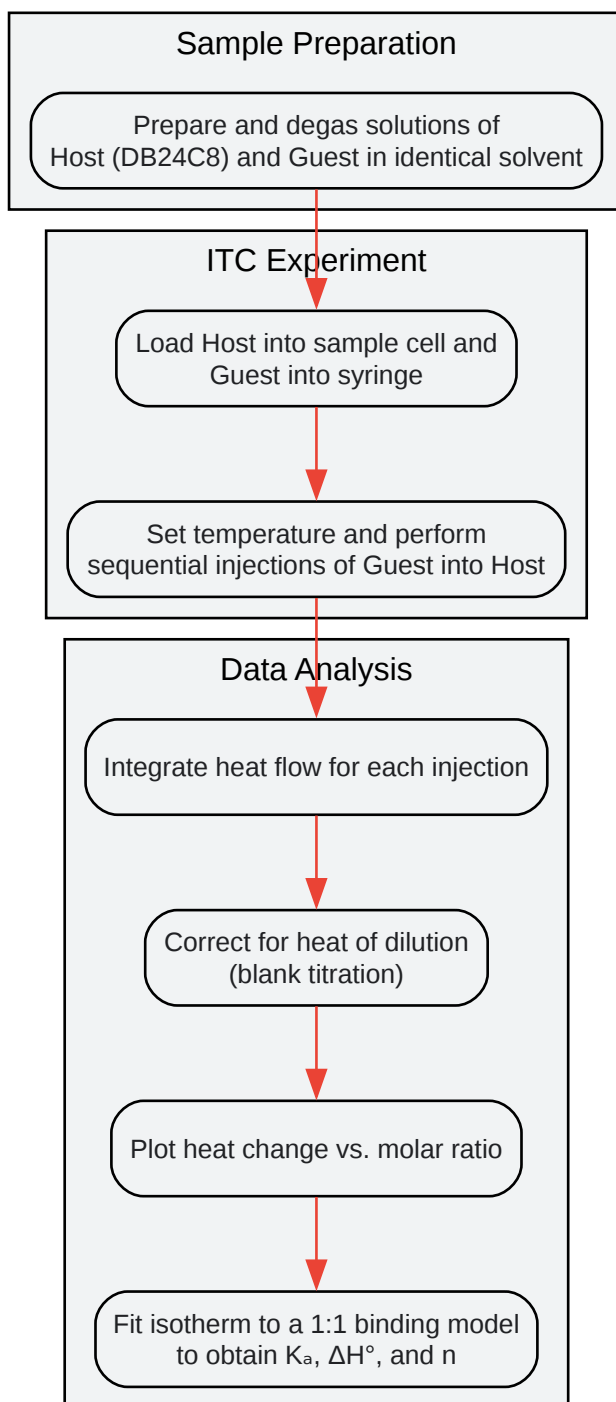 Sample Preparation
Prepare and degas solutions of
Host (DB24C8) and Guest in identical solvent
ITC Experiment
Load Host into sample cell and
Guest into syringe
Set temperature and perform
sequential injections of Guest into Host
Data Analysis
Integrate heat flow for each injection
Correct for heat of dilution
(blank titration)
Plot heat change vs. molar ratio
Fit isotherm to a 1:1 binding model
to obtain Kₐ, ΔH°, and n